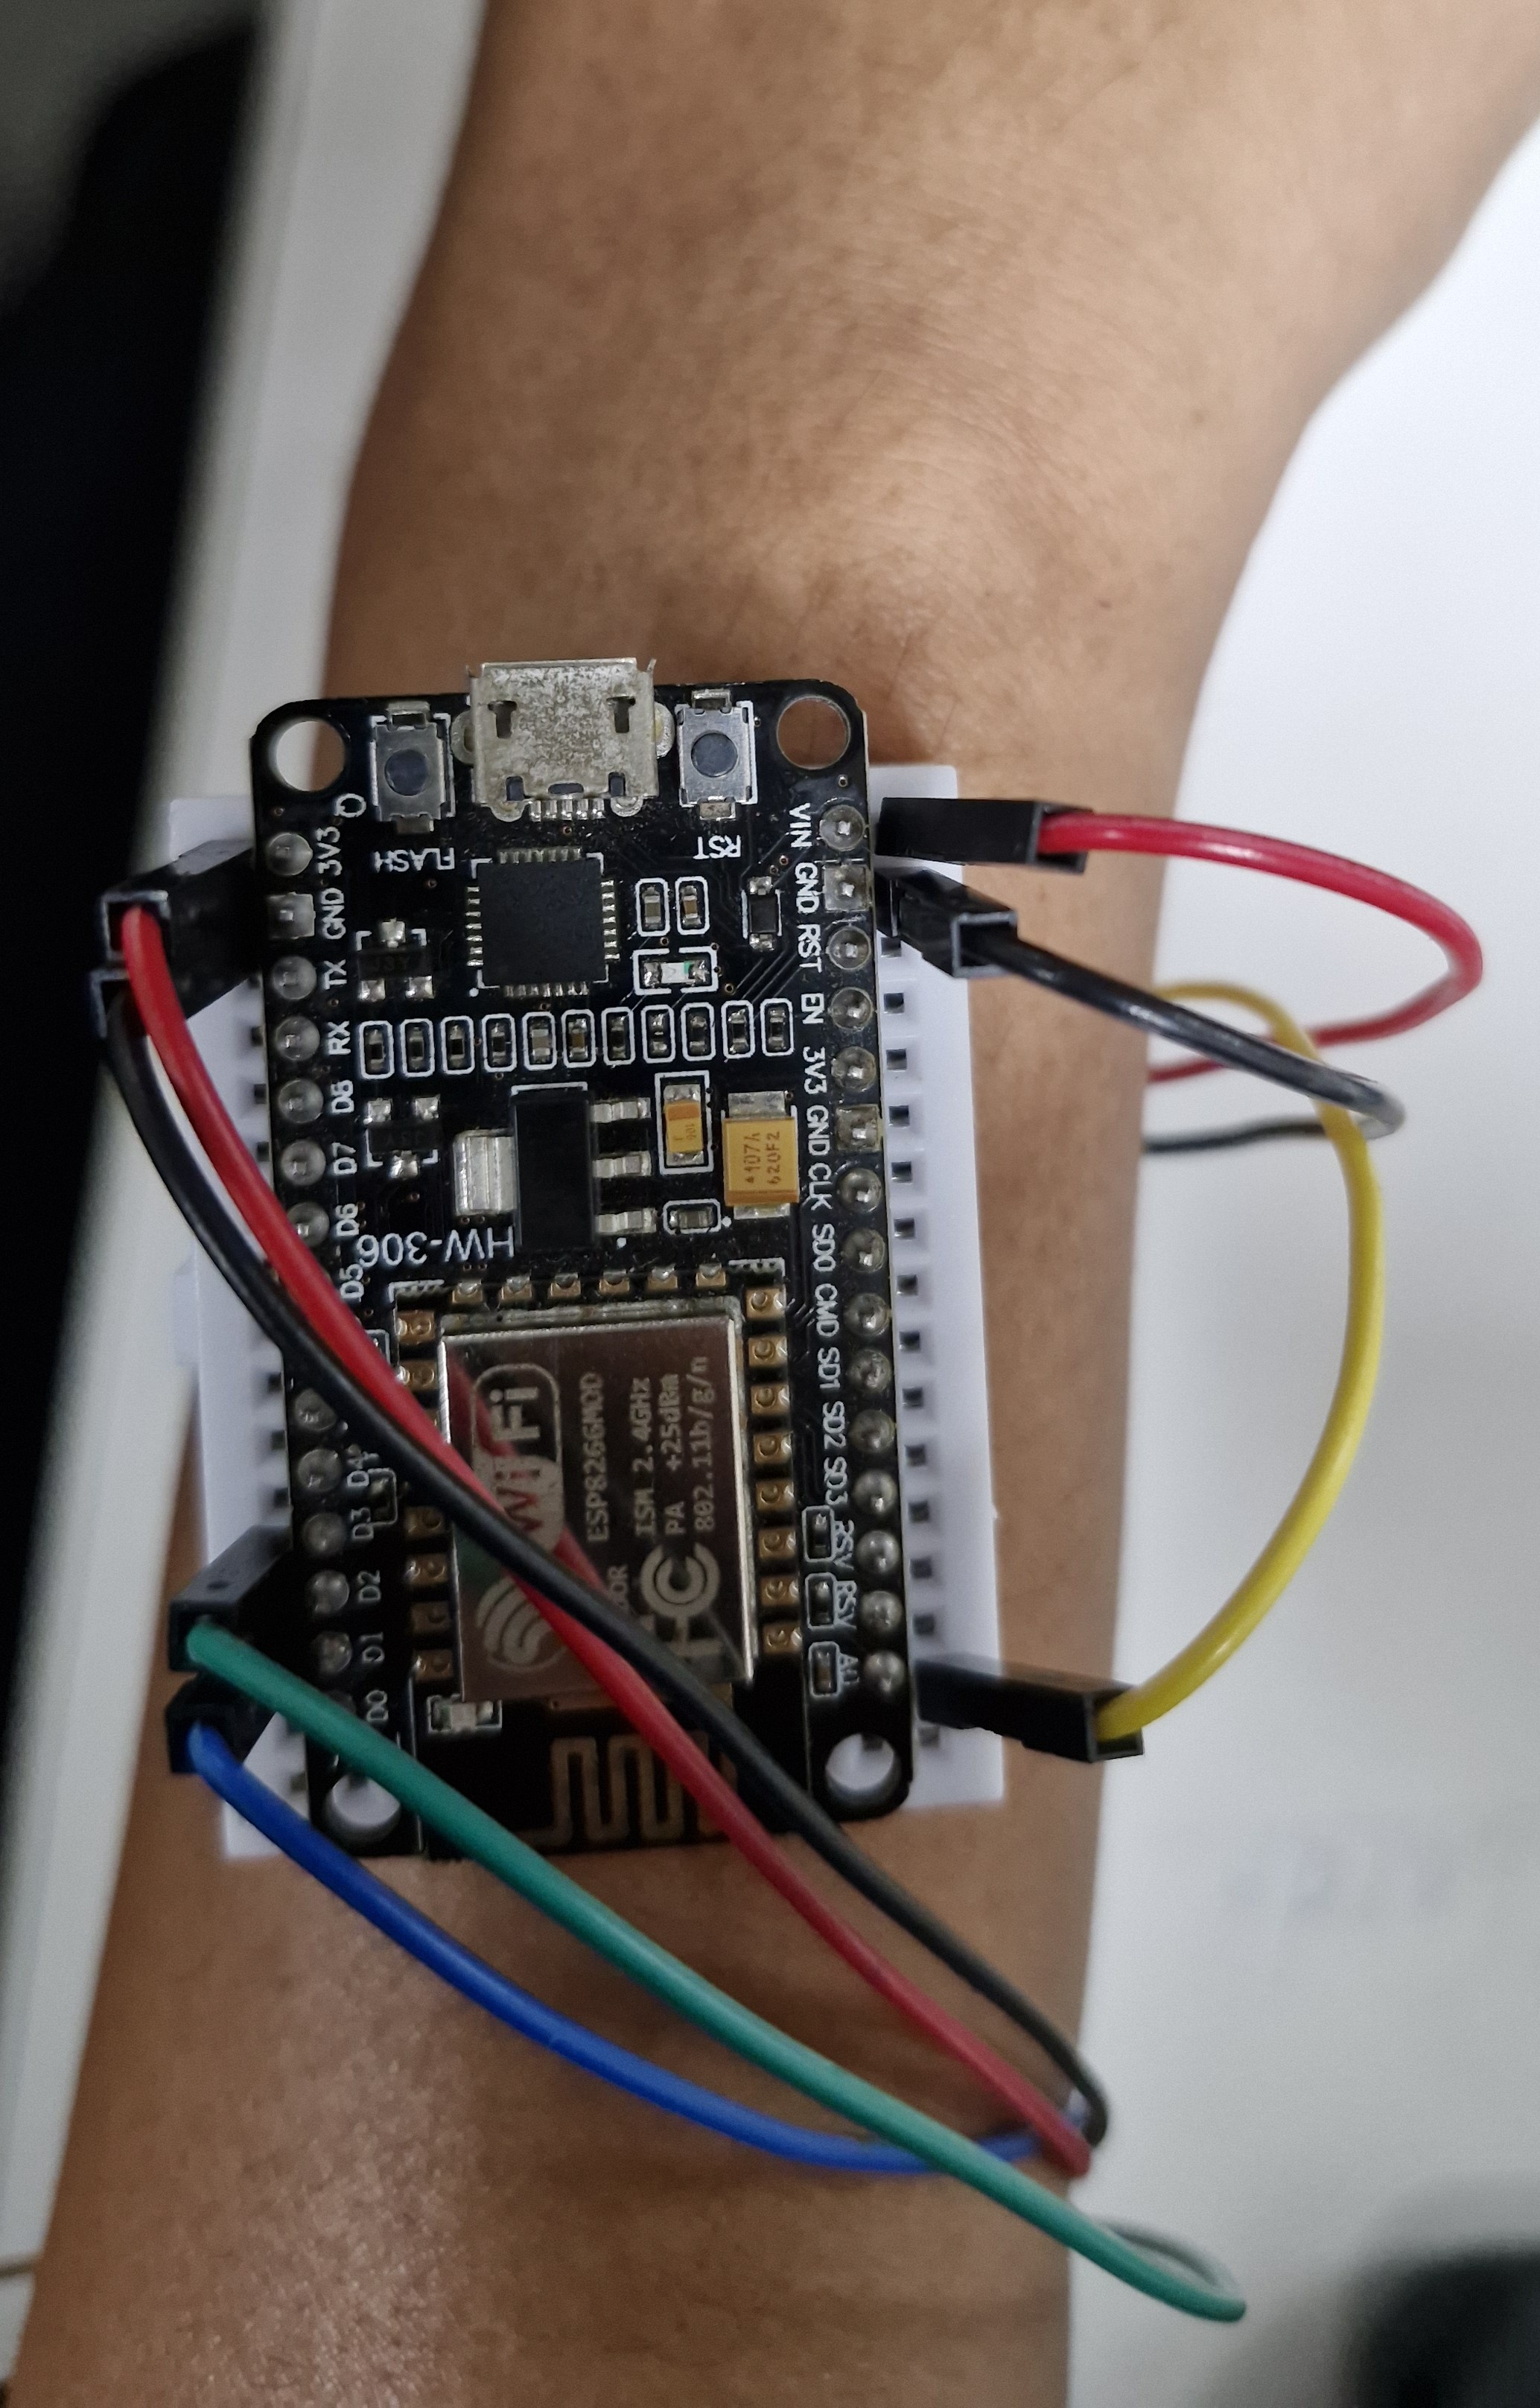 3V3
GND
TX
RX
D8
D7
D6
D5
D4
D3
D2
D1
D0
FLASH
RST
VIN
GND
RST
EN
3V3
GND
CLK
SD0
CMD
SD1
SD2
SD3
RSV
RSV
A0
107A
620F2
HW-306
WiFi
ESP8266MOD
ISM 2.4GHz
PA +25dBm
802.11b/g/n
FC